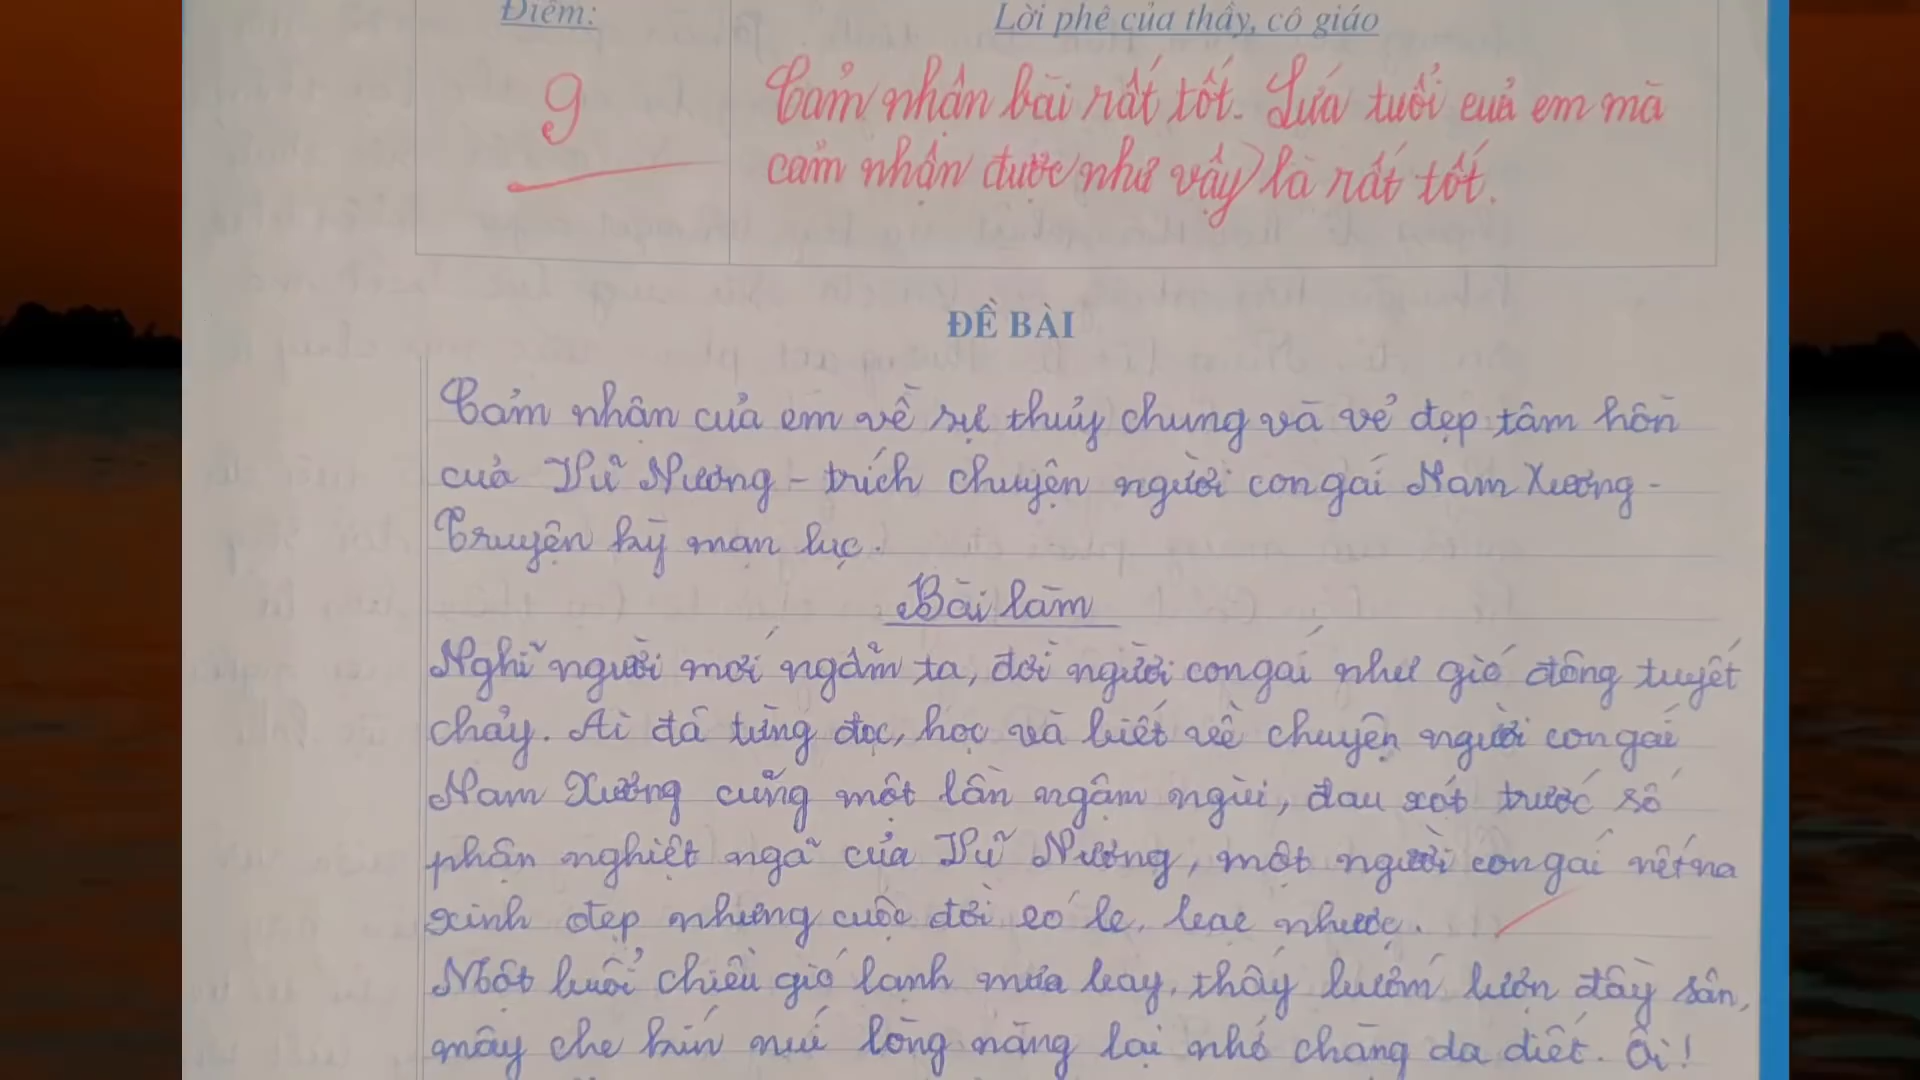 Điểm:
Lời phê của thầy, cô giáo
9
Cảm nhận bài rất tốt. Lứa tuổi của em mà
cảm nhận được như vậy là rất tốt.
ĐỀ BÀI
Cảm nhận của em về sự thủy chung và vẻ đẹp tâm hồn
của Vũ Nương - trích chuyện người con gái Nam Xương -
Truyện kỳ mạn lục.
Bài làm
Nghĩ người mới ngẫm ta, đời người con gái như gió đông tuyết
chảy. Ai đã từng đọc, học và biết về chuyện người con gái
Nam Xương cũng một lần ngậm ngùi, đau xót trước số
phận nghiệt ngã của Vũ Nương, một người con gái nết na
xinh đẹp nhưng cuộc đời éo le, bạc nhược.
Một buổi chiều gió lạnh mưa bay, thấy bướm lượn đầy sân,
mây che kín núi lòng nàng lại nhớ chàng da diết. Ôi!